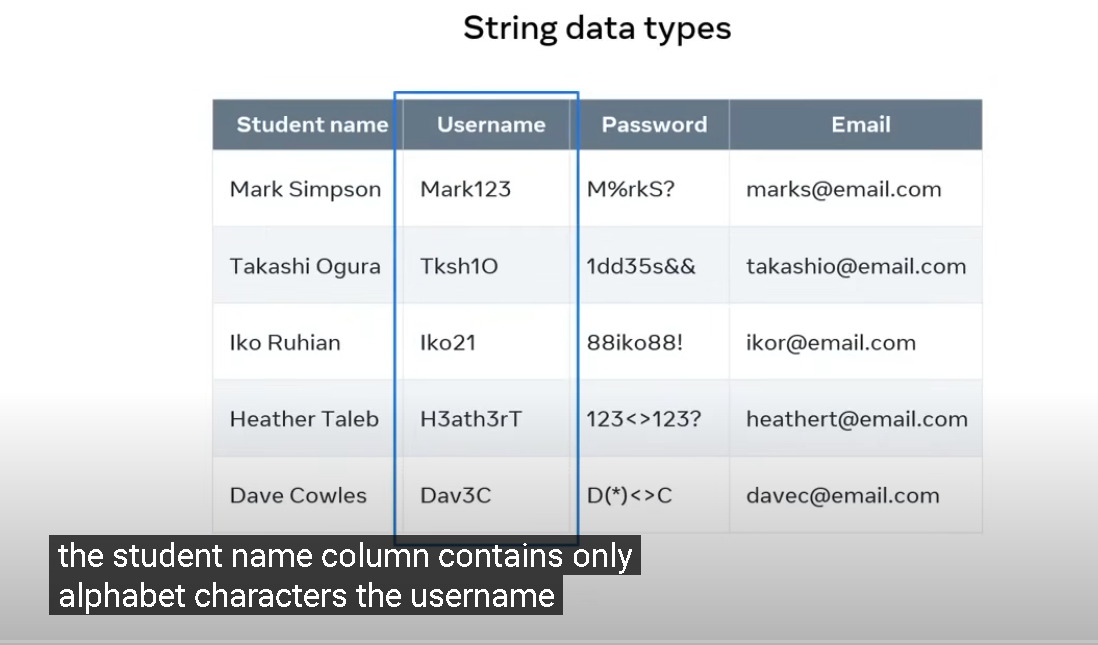 String data types
Student name Username Password Email
Mark Simpson Mark123 M%rkS? marks@email.com
Takashi Ogura Tksh1O 1dd35s&& takashio@email.com
Iko Ruhian Iko21 88iko88! ikor@email.com
Heather Taleb H3ath3rT 123<>123? heathert@email.com
Dave Cowles Dav3C D(*)<>C davec@email.com
the student name column contains only
alphabet characters the username